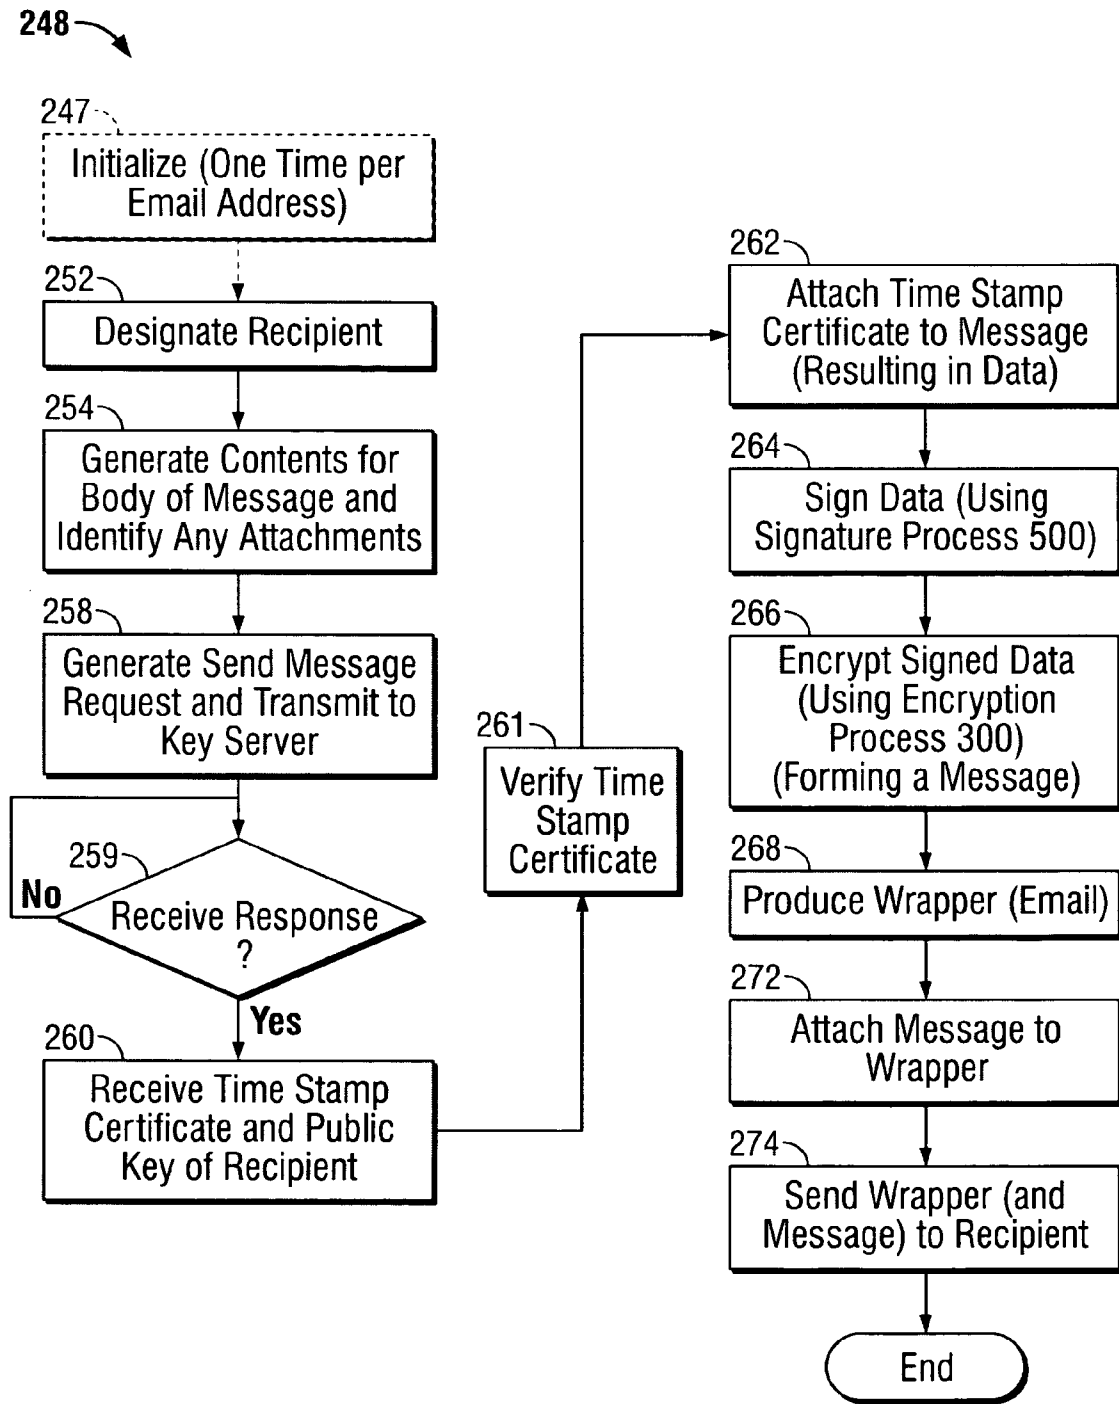 248
247
Initialize (One Time per
Email Address)
252
Designate Recipient
254
Generate Contents for
Body of Message and
Identify Any Attachments
258
Generate Send Message
Request and Transmit to
Key Server
259
No
Receive Response
?
Yes
260
Receive Time Stamp
Certificate and Public
Key of Recipient
261
Verify Time
Stamp
Certificate
262
Attach Time Stamp
Certificate to Message
(Resulting in Data)
264
Sign Data (Using
Signature Process 500)
266
Encrypt Signed Data
(Using Encryption
Process 300)
(Forming a Message)
268
Produce Wrapper (Email)
272
Attach Message to
Wrapper
274
Send Wrapper (and
Message) to Recipient
End